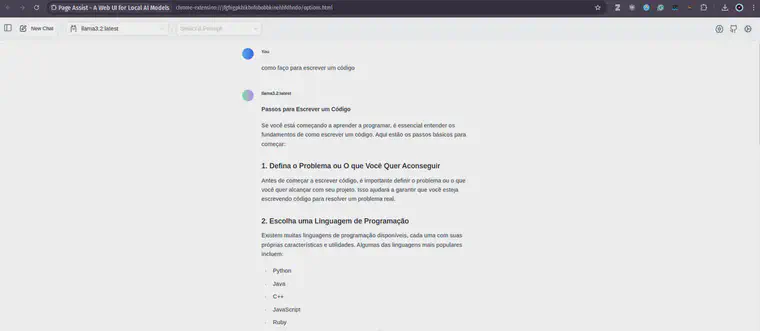 Page Assist - A Web UI for Local AI Models
New Chat
llama3.2:latest
Select a Prompt
You
como faço para escrever um código
llama3.2:latest
Passos para Escrever um Código
Se você está começando a aprender a programar, é essencial entender os
fundamentos de como escrever um código. Aqui estão os passos básicos para
começar:
1. Defina o Problema ou O que Você Quer Aconseguir
Antes de começar a escrever código, é importante definir o problema ou o que
você quer alcançar com seu projeto. Isso ajudará a garantir que você esteja
escrevendo código para resolver um problema real.
2. Escolha uma Linguagem de Programação
Existem muitas linguagens de programação disponíveis, cada uma com suas
próprias características e utilidades. Algumas das linguagens mais populares
incluem:
Python
Java
C++
JavaScript
Ruby